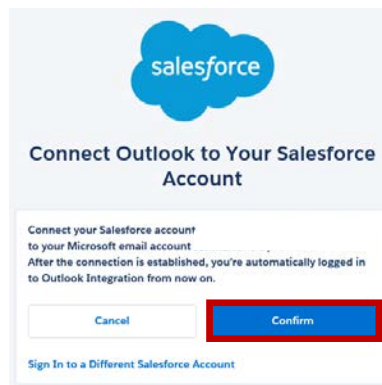 salesforce
Connect Outlook to Your Salesforce
Account
Connect your Salesforce account
to your Microsoft email account
After the connection is established, you're automatically logged in
to Outlook Integration from now on.
Cancel
Confirm
Sign In to a Different Salesforce Account